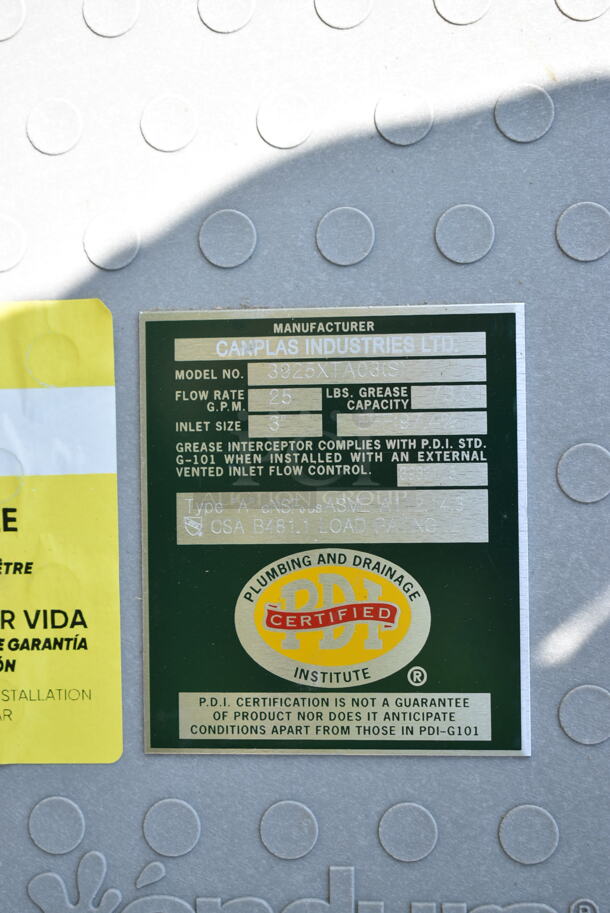 MANUFACTURER
CANPLAS INDUSTRIES LTD.
MODEL NO. 3925XTA03(S)
FLOW RATE G.P.M. 25
LBS. GREASE CAPACITY
INLET SIZE 3"
GREASE INTERCEPTOR COMPLIES WITH P.D.I. STD.
G-101 WHEN INSTALLED WITH AN EXTERNAL
VENTED INLET FLOW CONTROL.
Type A
CSA B481.1 LOAD RATING
PLUMBING AND DRAINAGE
PDI
CERTIFIED
INSTITUTE
®
P.D.I. CERTIFICATION IS NOT A GUARANTEE
OF PRODUCT NOR DOES IT ANTICIPATE
CONDITIONS APART FROM THOSE IN PDI-G101
E
ÊTRE
R VIDA
E GARANTÍA
ÓN
STALLATION
AR